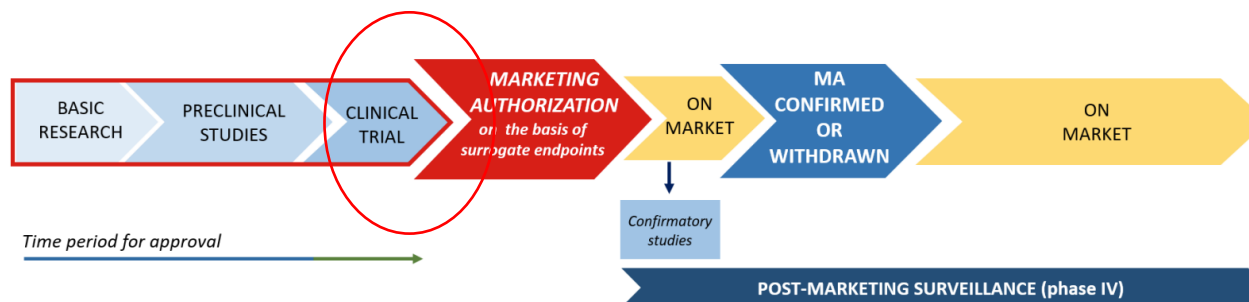 BASIC
RESEARCH
PRECLINICAL
STUDIES
CLINICAL
TRIAL
MARKETING
AUTHORIZATION
on the basis of
surrogate endpoints
ON
MARKET
MA
CONFIRMED
OR
WITHDRAWN
ON
MARKET
Confirmatory
studies
Time period for approval
POST-MARKETING SURVEILLANCE (phase IV)